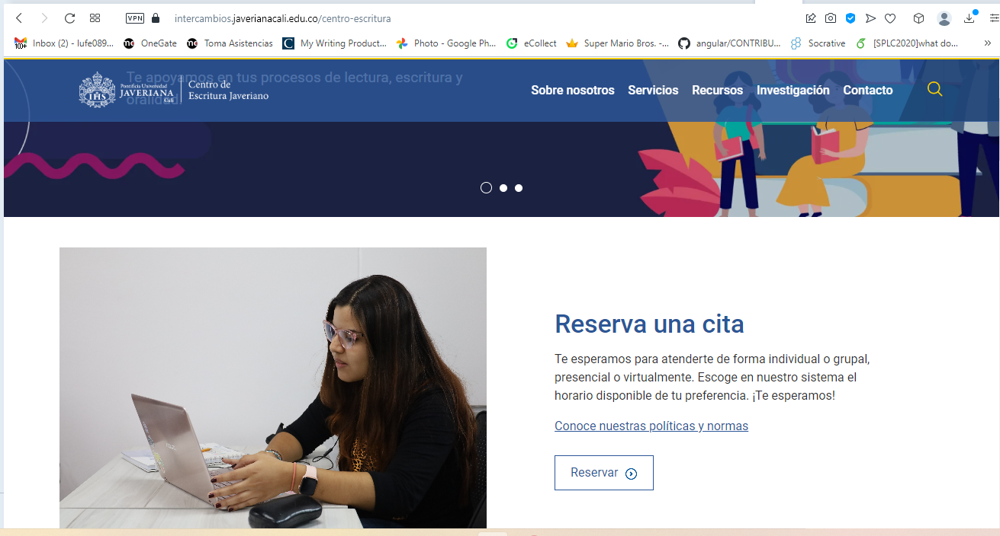 VPN
intercambios.javerianacali.edu.co/centro-escritura
10+
Inbox (2) - lufe089...
OneGate
Toma Asistencias
My Writing Product...
Photo - Google Ph...
eCollect
Super Mario Bros. -...
angular/CONTRIBU...
Socrative
[SPLC2020]what do...
»
Te apoyamos en tus procesos de lectura, escritura y
oralidad
IHS
Pontificia Universidad
JAVERIANA
Cali
Centro de
Escritura Javeriano
Sobre nosotros
Servicios
Recursos
Investigación
Contacto
Reserva una cita
Te esperamos para atenderte de forma individual o grupal,
presencial o virtualmente. Escoge en nuestro sistema el
horario disponible de tu preferencia. ¡Te esperamos!
Conoce nuestras políticas y normas
Reservar